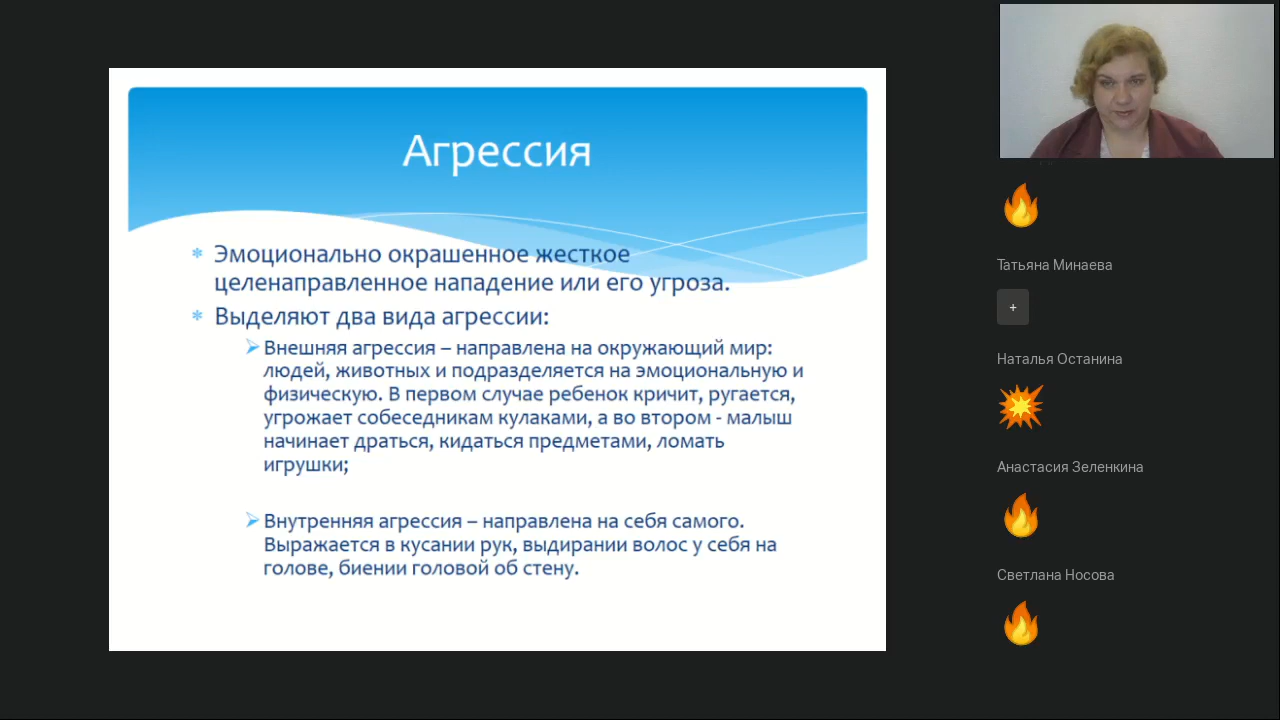 Агрессия
Эмоционально окрашенное жесткое
целенаправленное нападение или его угроза.
Выделяют два вида агрессии:
Внешняя агрессия – направлена на окружающий мир:
людей, животных и подразделяется на эмоциональную и
физическую. В первом случае ребенок кричит, ругается,
угрожает собеседникам кулаками, а во втором - малыш
начинает драться, кидаться предметами, ломать
игрушки;
Внутренняя агрессия – направлена на себя самого.
Выражается в кусании рук, выдирании волос у себя на
голове, биении головой об стену.
Татьяна Минаева
+
Наталья Останина
Анастасия Зеленкина
Светлана Носова